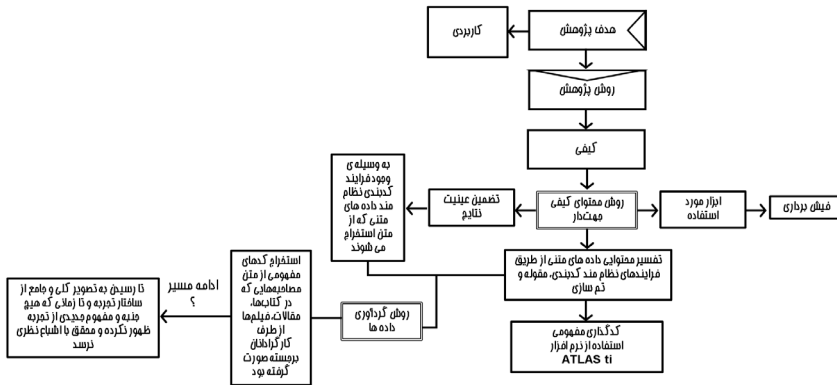 هدف پژوهش
کاربردی
روش پژوهش
کیفی
روش محتوای کیفی
جهت‌دار
ابزار مورد
استفاده
فیش برداری
تضمین عینیت
نتایج
به وسیله ی
وجود فرایند
کدبندی نظام
مند داده های
متنی که از
متن استخراج
می شوند
تفسیر محتوایی داده های متنی از طریق
فرایندهای نظام مند کدبندی، مقوله و
تم سازی
کدگذاری مفهومی
استفاده از نرم افزار
ATLAS ti
روش گردآوری
داده ها
استخراج کدهای
مفهومی از متن
مصاحبه‌هایی که
در کتاب‌ها،
مقالات، فیلم‌ها
از طرف
کارگردانان
برجسته صورت
گرفته بود
ادامه مسیر
؟
تا رسیدن به تصویر کلی و جامع از
ساختار تجربه و تا زمانی که هیچ
جنبه و مفهوم جدیدی از تجربه
ظهور نکرده و محقق با اشباع نظری
نرسد